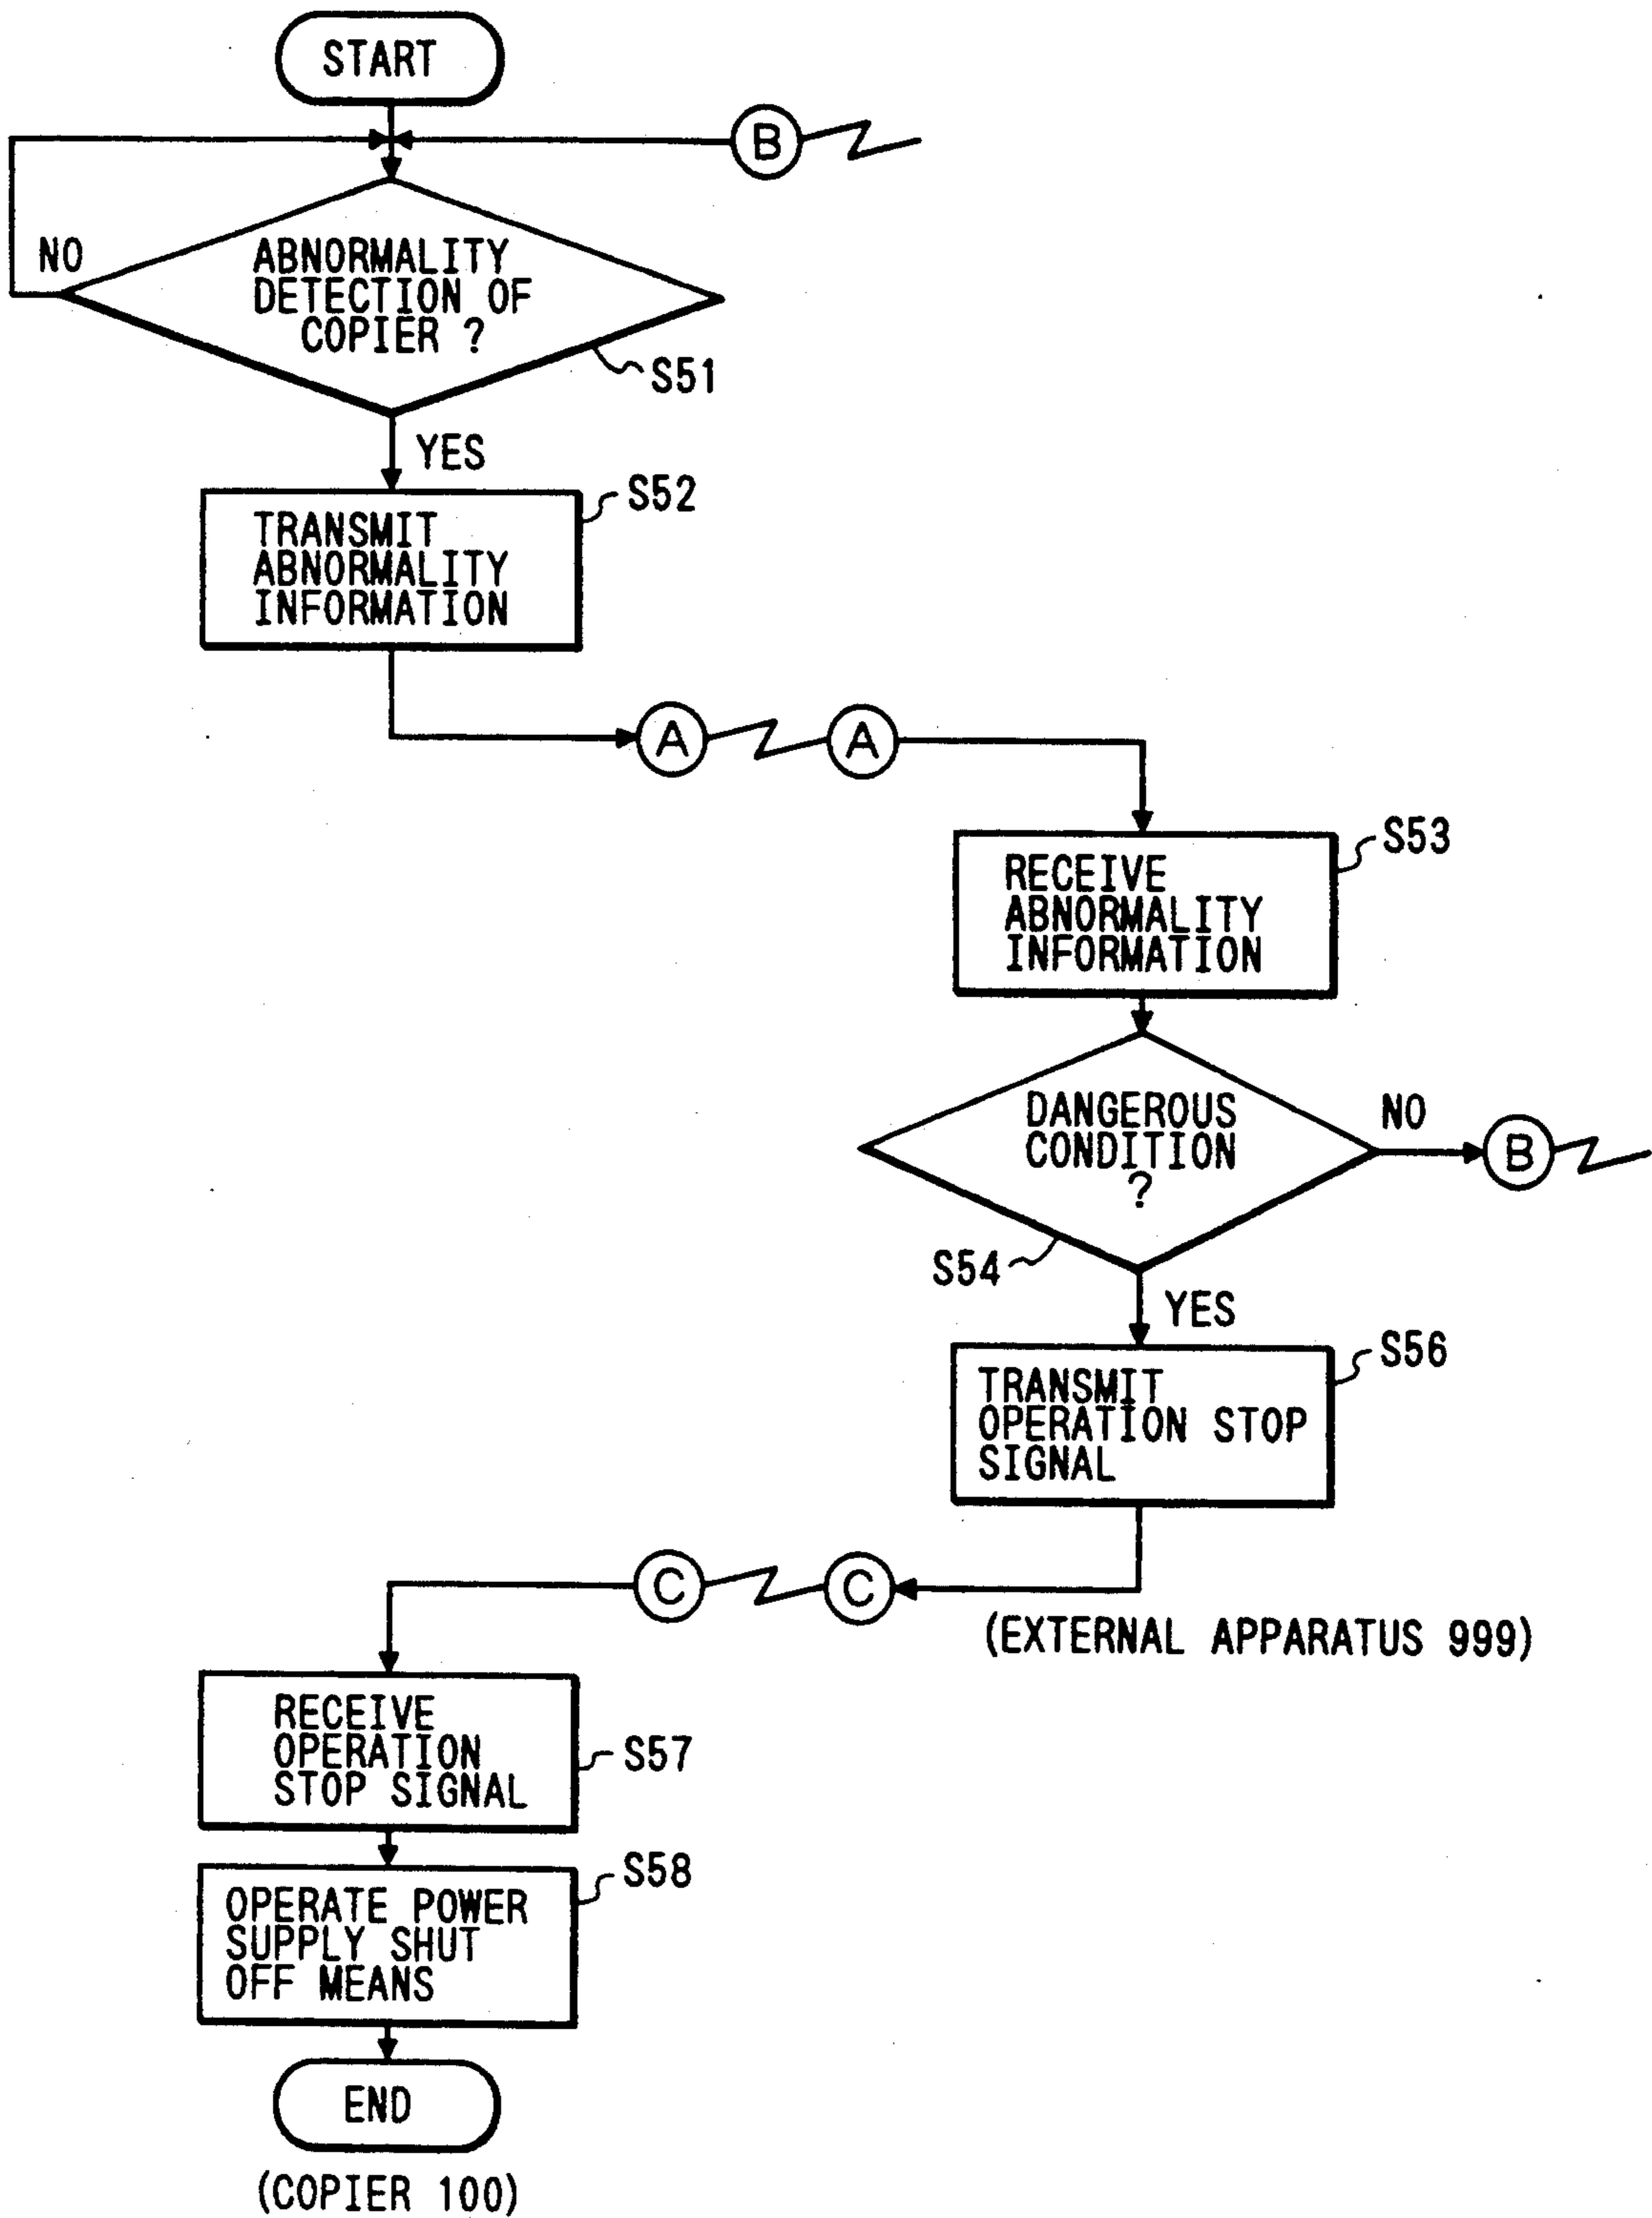 START
B
NO
ABNORMALITY
DETECTION OF
COPIER ?
S51
YES
S52
TRANSMIT
ABNORMALITY
INFORMATION
A
A
S53
RECEIVE
ABNORMALITY
INFORMATION
DANGEROUS
CONDITION
?
NO
B
S54
YES
S56
TRANSMIT
OPERATION STOP
SIGNAL
C
C
(EXTERNAL APPARATUS 999)
RECEIVE
OPERATION
STOP SIGNAL
S57
S58
OPERATE POWER
SUPPLY SHUT
OFF MEANS
END
(COPIER 100)